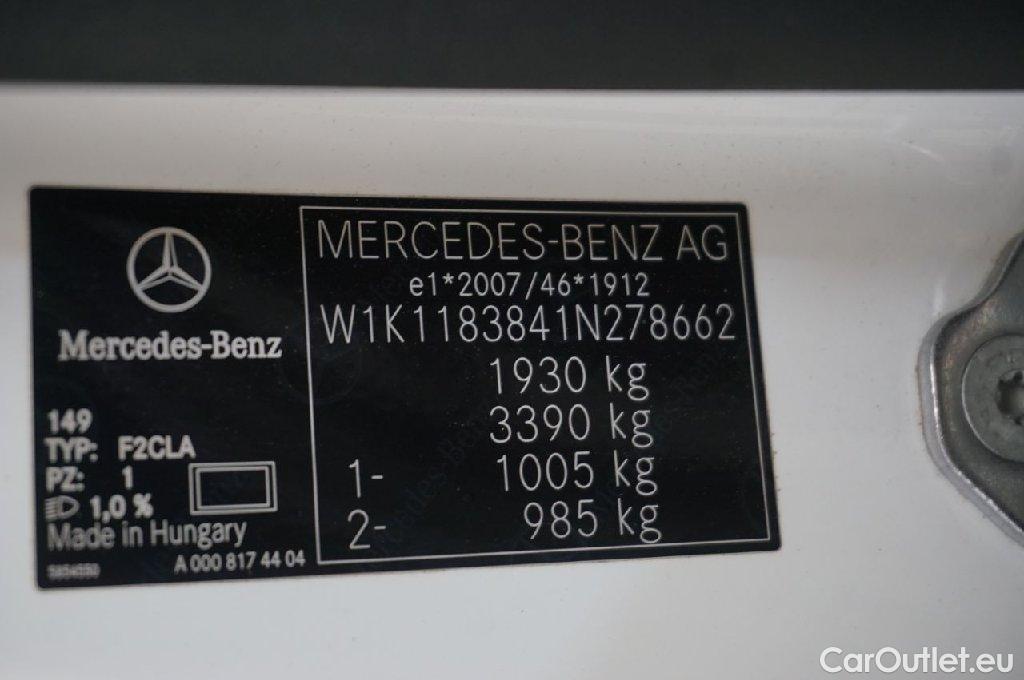 Mercedes-Benz
149
TYP: F2CLA
PZ: 1
1,0 %
Made in Hungary
A 000 817 44 04
MERCEDES-BENZ AG
e1*2007/46*1912
W1K1183841N278662
1930 kg
3390 kg
1- 1005 kg
2- 985 kg
CarOutlet.eu